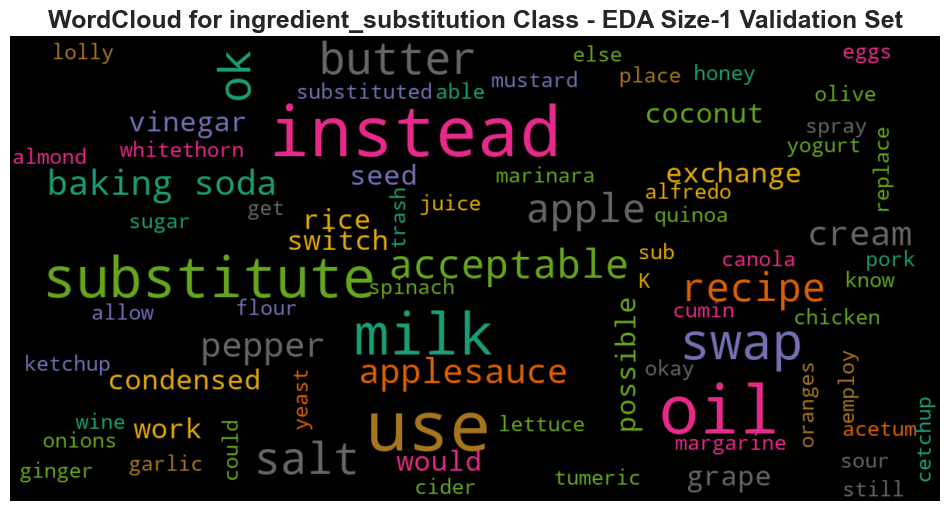 WordCloud for ingredient_substitution Class - EDA Size-1 Validation Set
lolly
ok
butter
else
eggs
mustard
place
honey
substituted
able
olive
vinegar
instead
coconut
spray
almond
whitethorn
yogurt
baking soda
seed
marinara
exchange
replace
alfredo
sugar
get
trash
juice
apple
quinoa
rice
switch
cream
substitute
acceptable
sub
canola
pork
spinach
K
recipe
know
allow
flour
milk
possible
cumin
chicken
pepper
swap
ketchup
condensed
applesauce
okay
yeast
oranges
employ
wine
work
use
lettuce
oil
acetum
cetchup
onions
could
margarine
ginger
garlic
salt
would
grape
sour
cider
tumeric
still